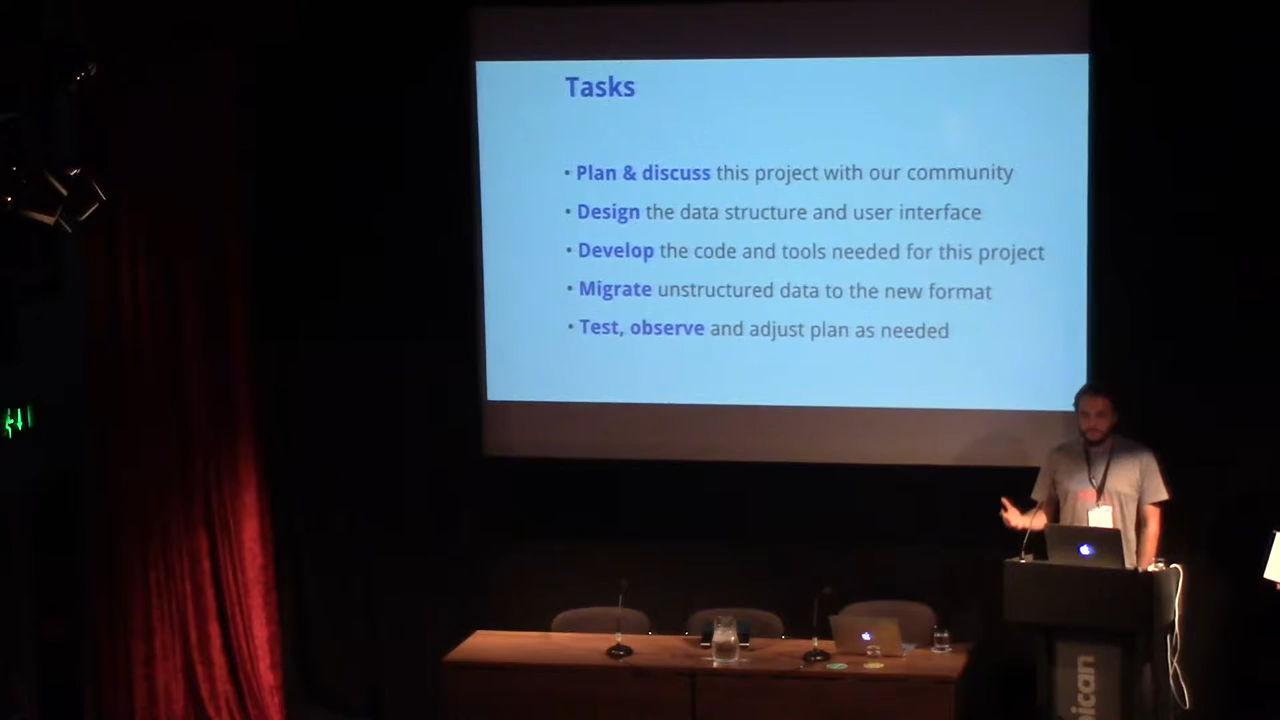 Tasks
• Plan & discuss this project with our community
• Design the data structure and user interface
• Develop the code and tools needed for this project
• Migrate unstructured data to the new format
• Test, observe and adjust plan as needed
bican